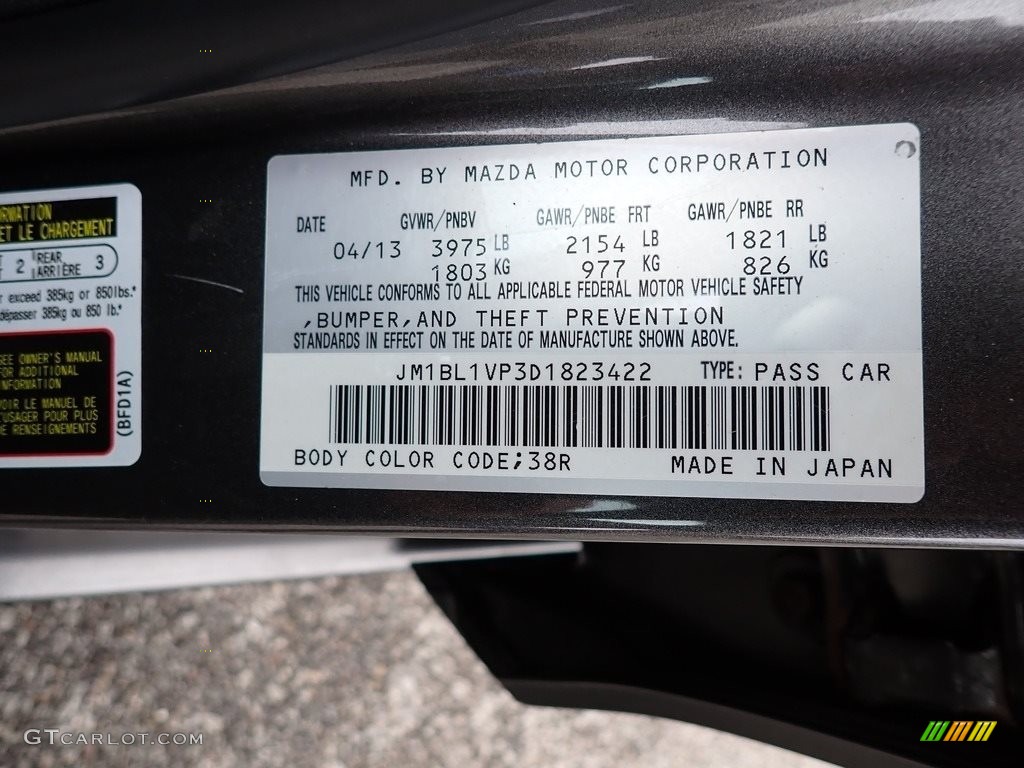 MFD. BY MAZDA MOTOR CORPORATION
DATE GVWR/PNBV GAWR/PNBE FRT GAWR/PNBE RR
04/13 3975 LB 2154 LB 1821 LB
1803 KG 977 KG 826 KG
THIS VEHICLE CONFORMS TO ALL APPLICABLE FEDERAL MOTOR VEHICLE SAFETY
,BUMPER,AND THEFT PREVENTION
STANDARDS IN EFFECT ON THE DATE OF MANUFACTURE SHOWN ABOVE.
JM1BL1VP3D1823422 TYPE: PASS CAR
BODY COLOR CODE;38R MADE IN JAPAN
ET LE CHARGEMENT
2 REAR ARRIÈRE 3
exceed 385kg or 850lbs.*
dépasser 385kg ou 850 lb.*
SEE OWNER'S MANUAL
FOR ADDITIONAL
INFORMATION
VOIR LE MANUEL DE
L'USAGER POUR PLUS
DE RENSEIGNEMENTS
(BFD1A)
GTCARLOT.COM